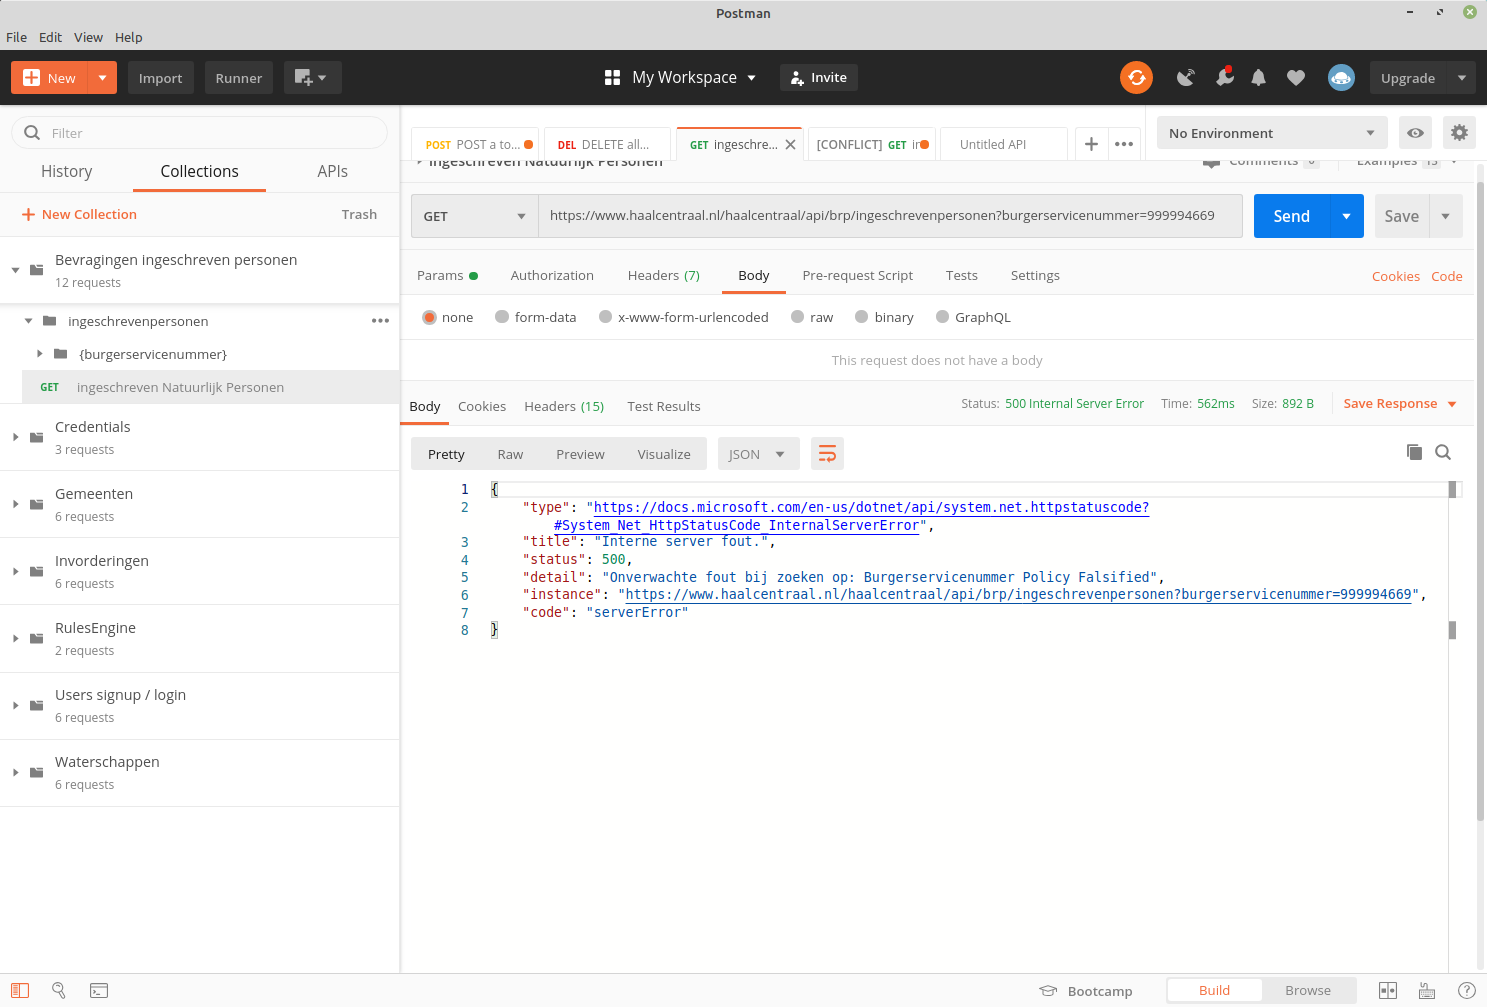 Postman
File Edit View Help
New Import Runner My Workspace Invite Upgrade
Filter
History Collections APIs
New Collection Trash
Bevragingen ingeschreven personen
12 requests
ingeschrevenpersonen
{burgerservicenummer}
GET ingeschreven Natuurlijk Personen
Credentials
3 requests
Gemeenten
6 requests
Invorderingen
6 requests
RulesEngine
2 requests
Users signup / login
6 requests
Waterschappen
6 requests
POST POST a to... DEL DELETE all... GET ingeschre... [CONFLICT] GET in Untitled API No Environment
ingeschreven Natuurlijk Personen Comments 0 Examples 13
GET https://www.haalcentraal.nl/haalcentraal/api/brp/ingeschrevenpersonen?burgerservicenummer=999994669 Send Save
Params Authorization Headers (7) Body Pre-request Script Tests Settings Cookies Code
none form-data x-www-form-urlencoded raw binary GraphQL
This request does not have a body
Body Cookies Headers (15) Test Results Status: 500 Internal Server Error Time: 562ms Size: 892 B Save Response
Pretty Raw Preview Visualize JSON
1 {
2 "type": "https://docs.microsoft.com/en-us/dotnet/api/system.net.httpstatuscode?
#System_Net_HttpStatusCode_InternalServerError",
3 "title": "Interne server fout.",
4 "status": 500,
5 "detail": "Onverwachte fout bij zoeken op: Burgerservicenummer Policy Falsified",
6 "instance": "https://www.haalcentraal.nl/haalcentraal/api/brp/ingeschrevenpersonen?burgerservicenummer=999994669",
7 "code": "serverError"
8 }
Bootcamp Build Browse